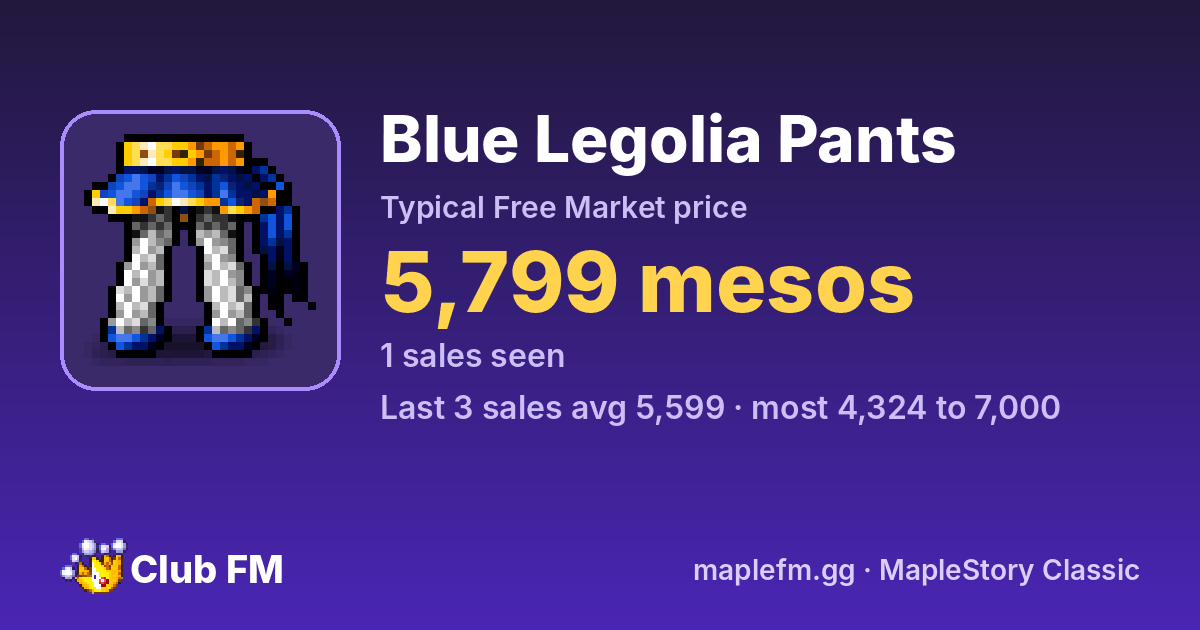 Blue Legolia Pants
Typical Free Market price
5,799 mesos
1 sales seen
Last 3 sales avg 5,599 · most 4,324 to 7,000
Club FM
maplefm.gg · MapleStory Classic